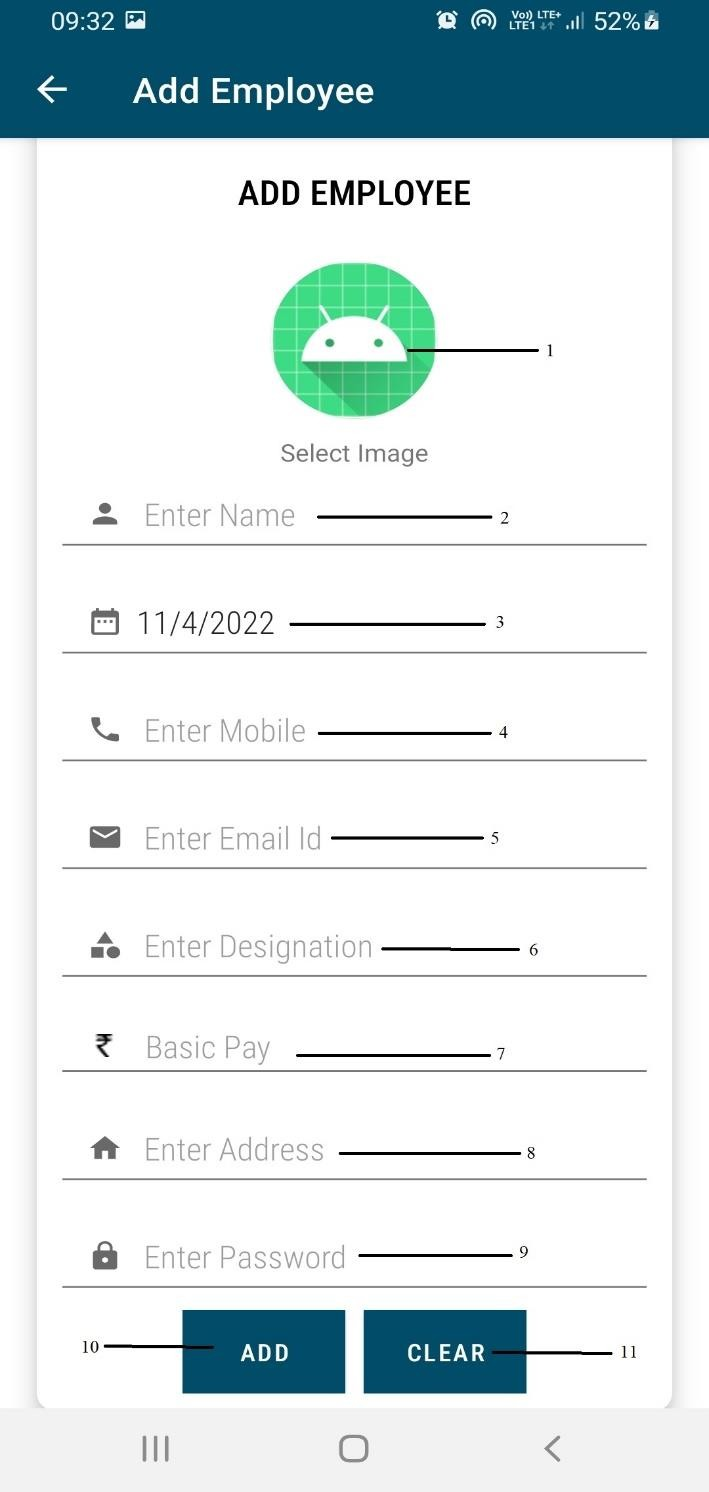 09:32 Vo)) LTE+ LTE1 52%
Add Employee
ADD EMPLOYEE
1
Select Image
Enter Name 2
11/4/2022 3
Enter Mobile 4
Enter Email Id 5
Enter Designation 6
₹ Basic Pay 7
Enter Address 8
Enter Password 9
10 ADD CLEAR 11